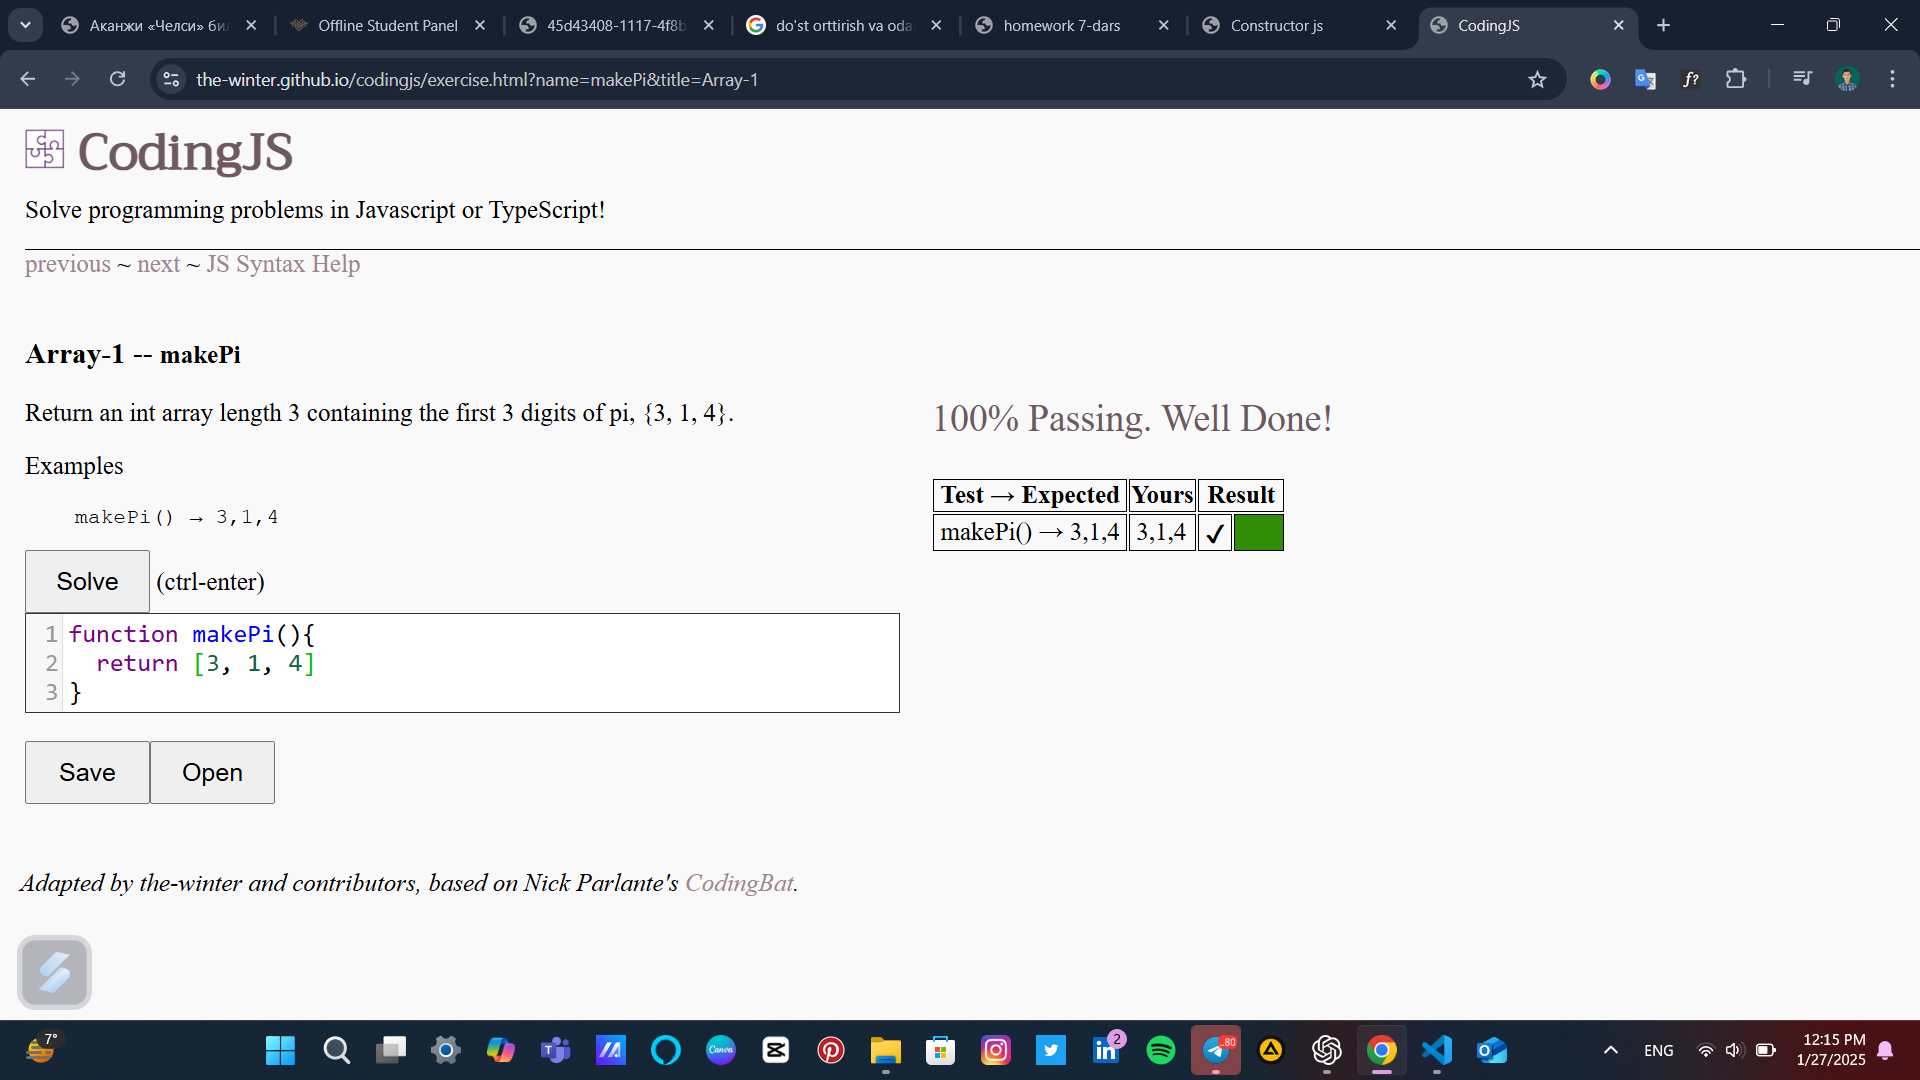 Аканжи «Челси» би
Offline Student Panel
45d43408-1117-4f8b
do'st orttirish va oda
homework 7-dars
Constructor js
CodingJS
the-winter.github.io/codingjs/exercise.html?name=makePi&title=Array-1
CodingJS
Solve programming problems in Javascript or TypeScript!
previous ~ next ~ JS Syntax Help
Array-1 -- makePi
Return an int array length 3 containing the first 3 digits of pi, {3, 1, 4}.
Examples
makePi() → 3,1,4
Solve (ctrl-enter)
1 function makePi(){
2 return [3, 1, 4]
3 }
Save Open
100% Passing. Well Done!
Test → Expected Yours Result
makePi() → 3,1,4 3,1,4 ✓
Adapted by the-winter and contributors, based on Nick Parlante's CodingBat.
7°
Canva
2
80
ENG
12:15 PM
1/27/2025